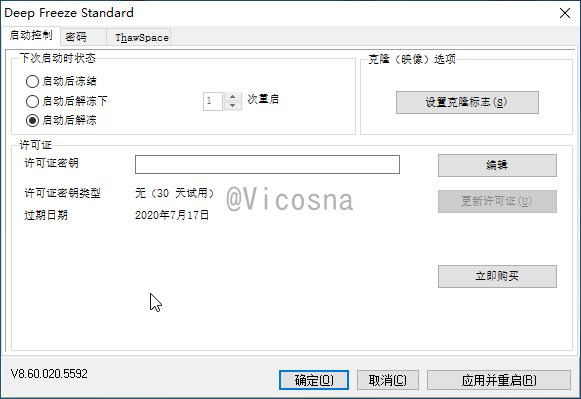 Deep Freeze Standard
启动控制 密码 ThawSpace
下次启动时状态
启动后冻结
启动后解冻下 1 次重启
启动后解冻
克隆（映像）选项
设置克隆标志(S)
许可证
许可证密钥 编辑
许可证密钥类型 无（30 天试用） 更新许可证(U)
过期日期 2020年7月17日
@Vicosna
立即购买
V8.60.020.5592
确定(O) 取消(C) 应用并重启(R)